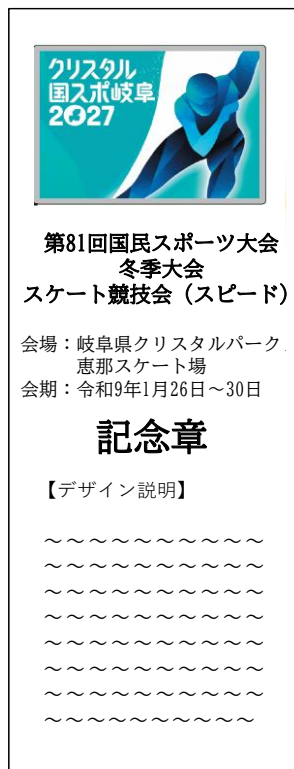 クリスタル
国スポ岐阜
2027
第81回国民スポーツ大会
冬季大会
スケート競技会（スピード）
会場：岐阜県クリスタルパーク
恵那スケート場
会期：令和9年1月26日～30日
記念章
【デザイン説明】
～～～～～～～～～～
～～～～～～～～～～
～～～～～～～～～～
～～～～～～～～～～
～～～～～～～～～～
～～～～～～～～～～
～～～～～～～～～～
～～～～～～～～～～